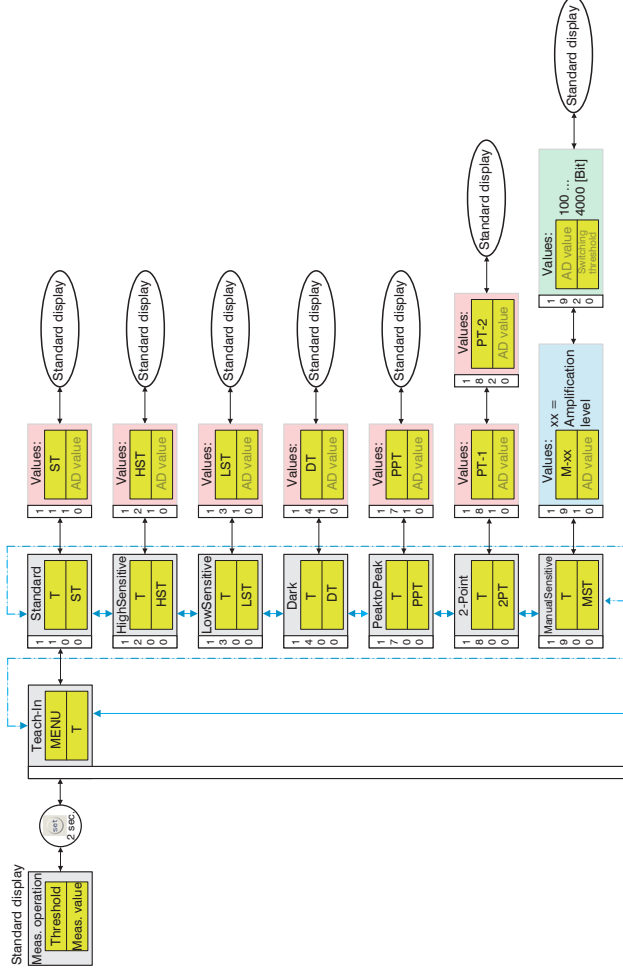 Standard display
Meas. operation
Threshold
Meas. value
set
2 sec.
Teach-In
MENU
T
Standard
T
ST
1 1 0 0
Values:
ST
AD value
1 1 1 0
Standard display
HighSensitive
T
HST
1 2 0 0
Values:
HST
AD value
1 2 1 0
Standard display
LowSensitive
T
LST
1 3 0 0
Values:
LST
AD value
1 3 1 0
Standard display
Dark
T
DT
1 4 0 0
Values:
DT
AD value
1 4 1 0
Standard display
PeaktoPeak
T
PPT
1 7 0 0
Values:
PPT
AD value
1 7 1 0
Standard display
2-Point
T
2PT
1 8 0 0
Values:
PT-1
AD value
1 8 1 0
Values:
PT-2
AD value
1 8 2 0
Standard display
ManualSensitive
T
MST
1 9 0 0
Values:
M-xx
AD value
xx =
Amplification
level
1 9 1 0
Values:
AD value
Switching
threshold
100 ...
4000 [Bit]
1 9 2 0
Standard display